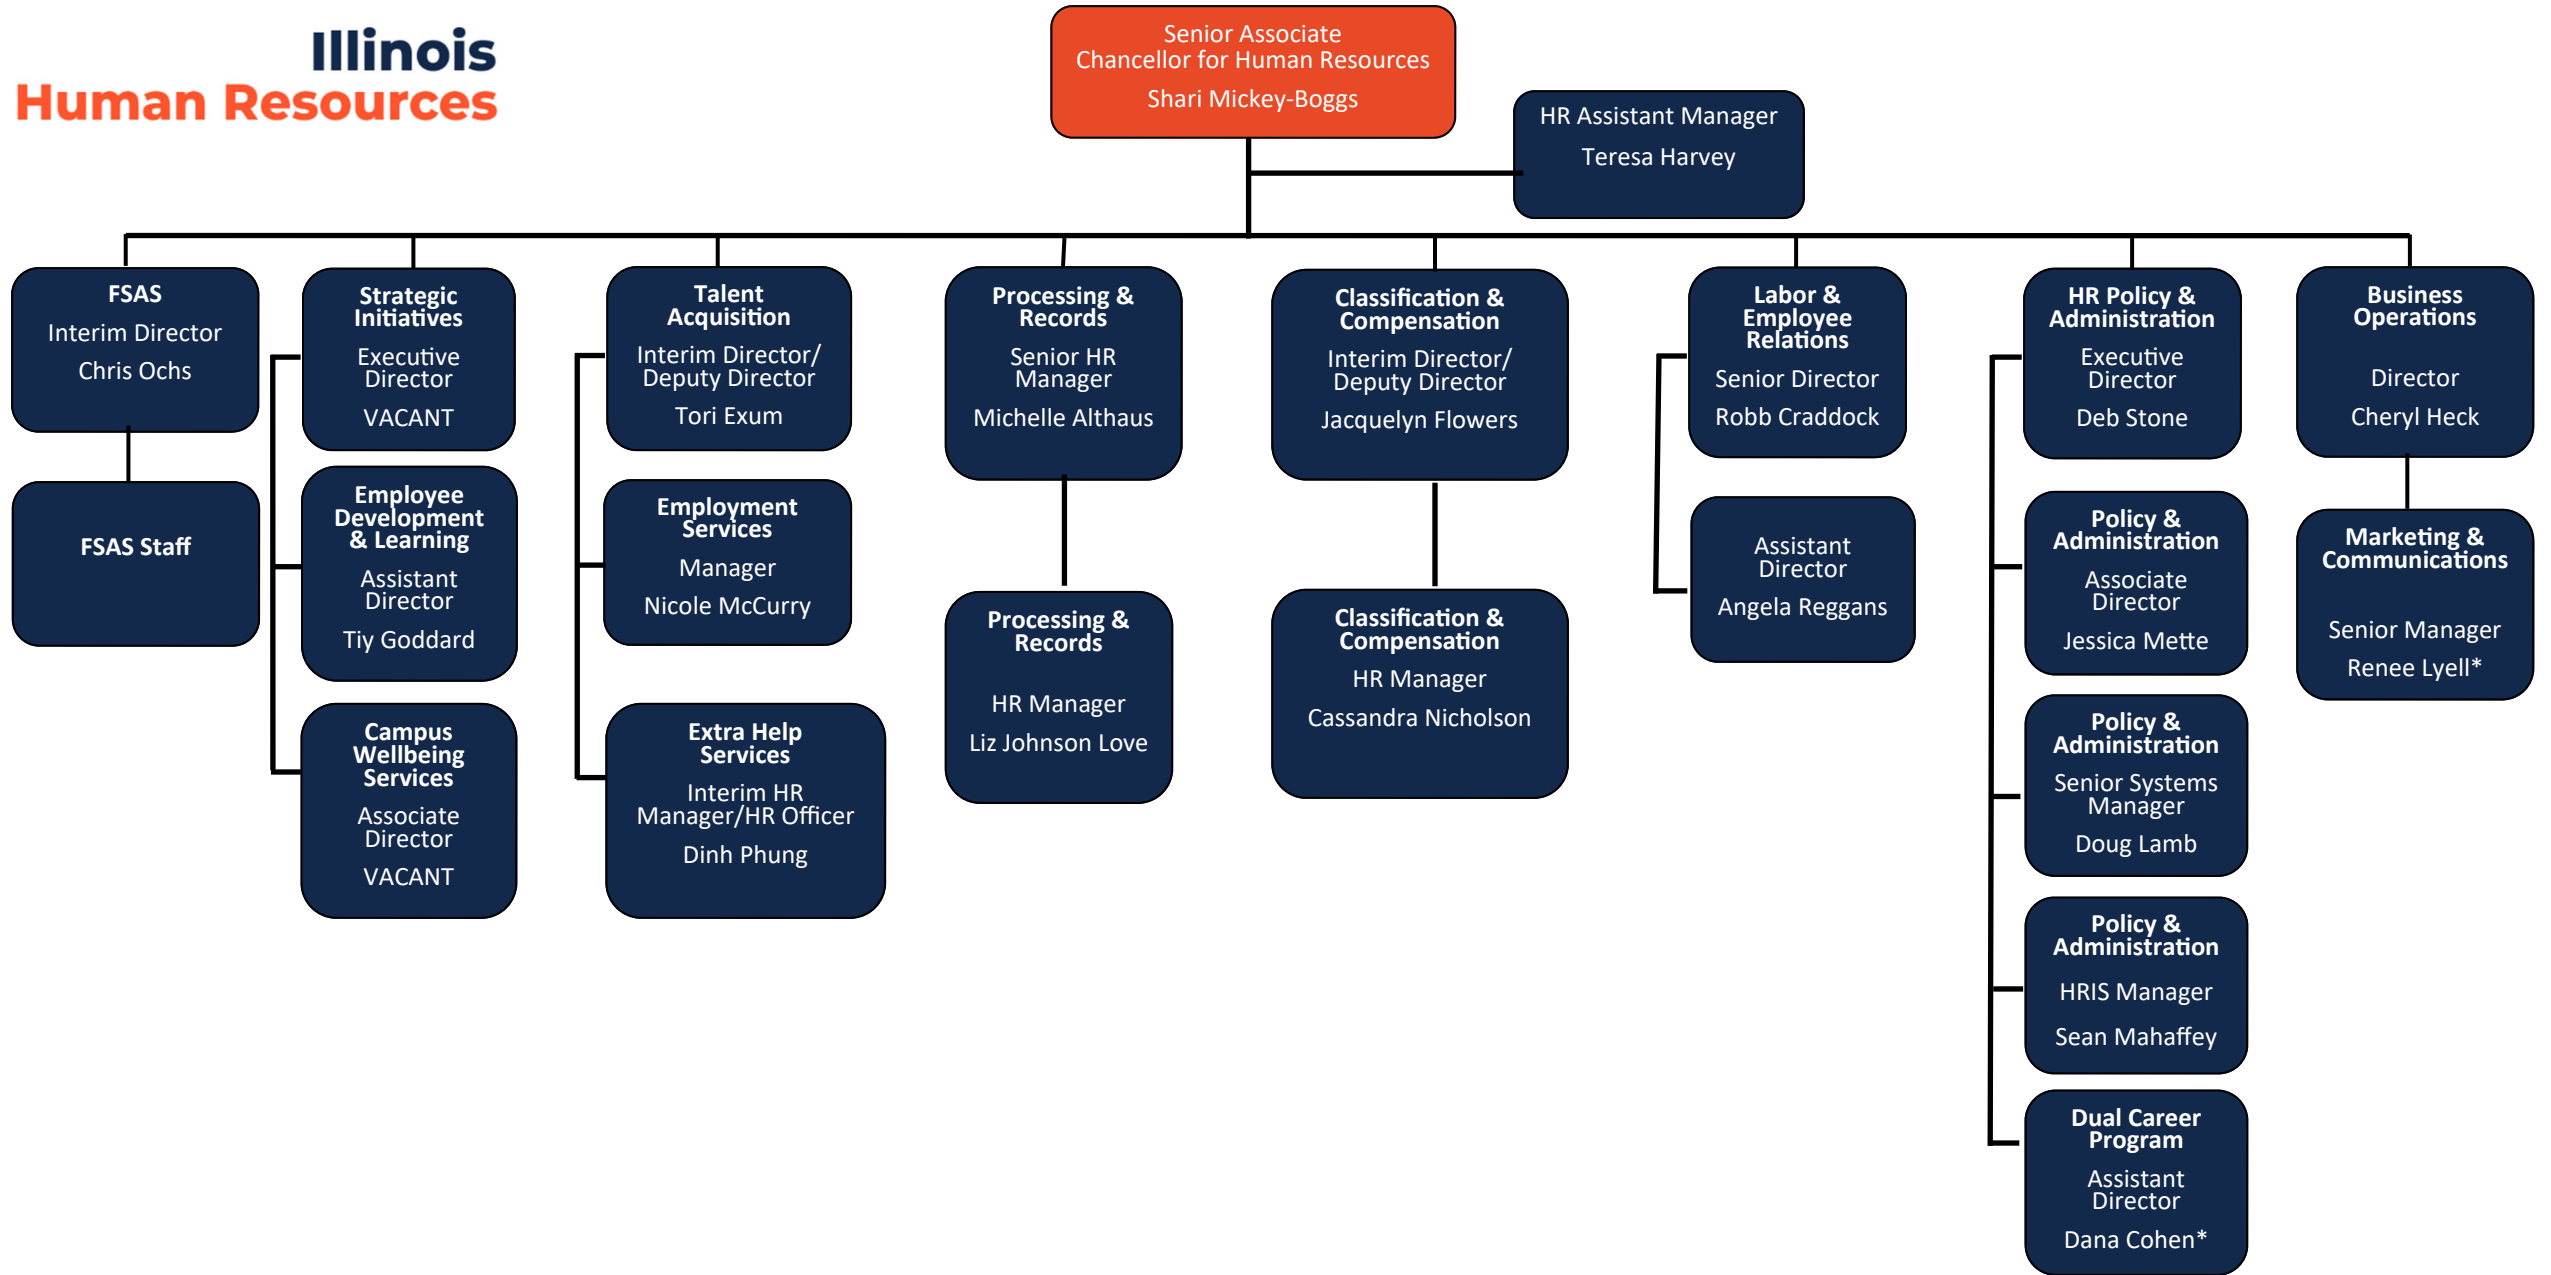 Illinois
Human Resources
Senior Associate
Chancellor for Human Resources
Shari Mickey-Boggs
HR Assistant Manager
Teresa Harvey
FSAS
Interim Director
Chris Ochs
FSAS Staff
Strategic
Initiatives
Executive
Director
VACANT
Employee
Development
& Learning
Assistant
Director
Tiy Goddard
Campus
Wellbeing
Services
Associate
Director
VACANT
Talent
Acquisition
Interim Director/
Deputy Director
Tori Exum
Employment
Services
Manager
Nicole McCurry
Extra Help
Services
Interim HR
Manager/HR Officer
Dinh Phung
Processing &
Records
Senior HR
Manager
Michelle Althaus
Processing &
Records
HR Manager
Liz Johnson Love
Classification &
Compensation
Interim Director/
Deputy Director
Jacquelyn Flowers
Classification &
Compensation
HR Manager
Cassandra Nicholson
Labor &
Employee
Relations
Senior Director
Robb Craddock
Assistant
Director
Angela Reggans
HR Policy &
Administration
Executive
Director
Deb Stone
Policy &
Administration
Associate
Director
Jessica Mette
Policy &
Administration
Senior Systems
Manager
Doug Lamb
Policy &
Administration
HRIS Manager
Sean Mahaffey
Dual Career
Program
Assistant
Director
Dana Cohen*
Business
Operations
Director
Cheryl Heck
Marketing &
Communications
Senior Manager
Renee Lyell*